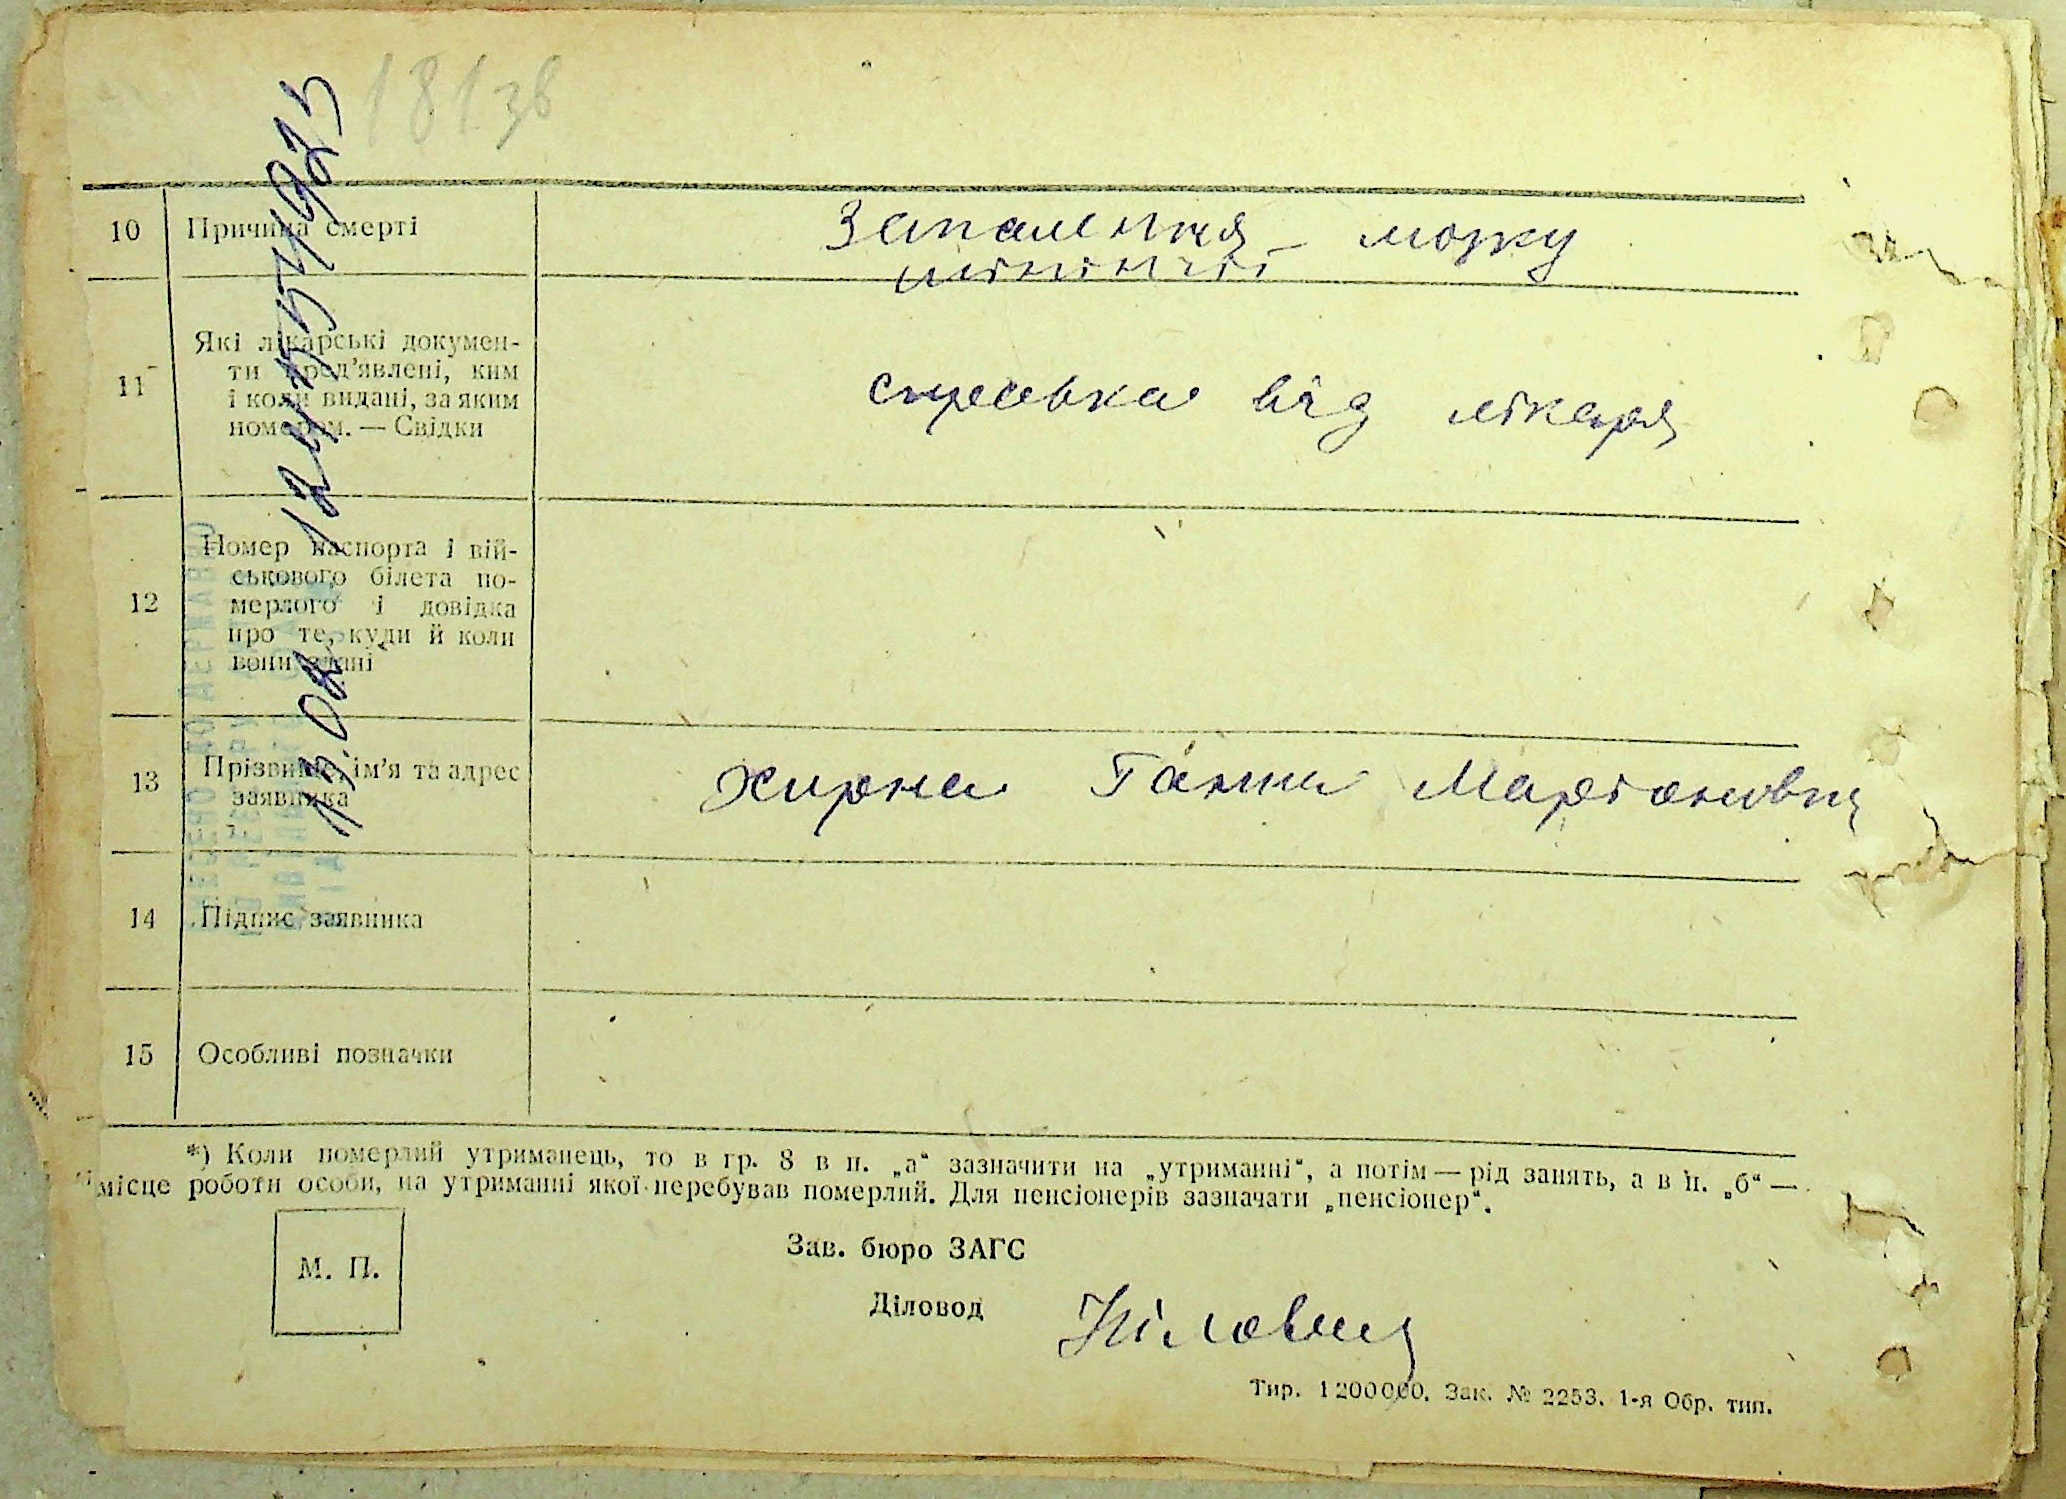 181 зв
10 Причина смерті
Запалення мозку
11 Які лікарські докумен-
ти пред'явлені, ким
і коли видані, за яким
номером. — Свідки
справка від лікаря
12 Номер паспорта і вій-
ськового білета по-
мерлого і довідка
про те, куди й коли
вони здані
13 Прізвище, ім'я та адрес
заявника
Жирна Ганна
14 Підпис заявника
15 Особливі позначки
*) Коли померлий утриманець, то в гр. 8 в п. „а“ зазначити на „утриманні“, а потім — рід занять, а в п. „б“ —
місце роботи особи, на утриманні якої перебував померлий. Для пенсіонерів зазначати „пенсіонер“.
М. П.
Зав. бюро ЗАГС
Діловод
Тир. 1200000. Зак. № 2253. 1-я Обр. тип.